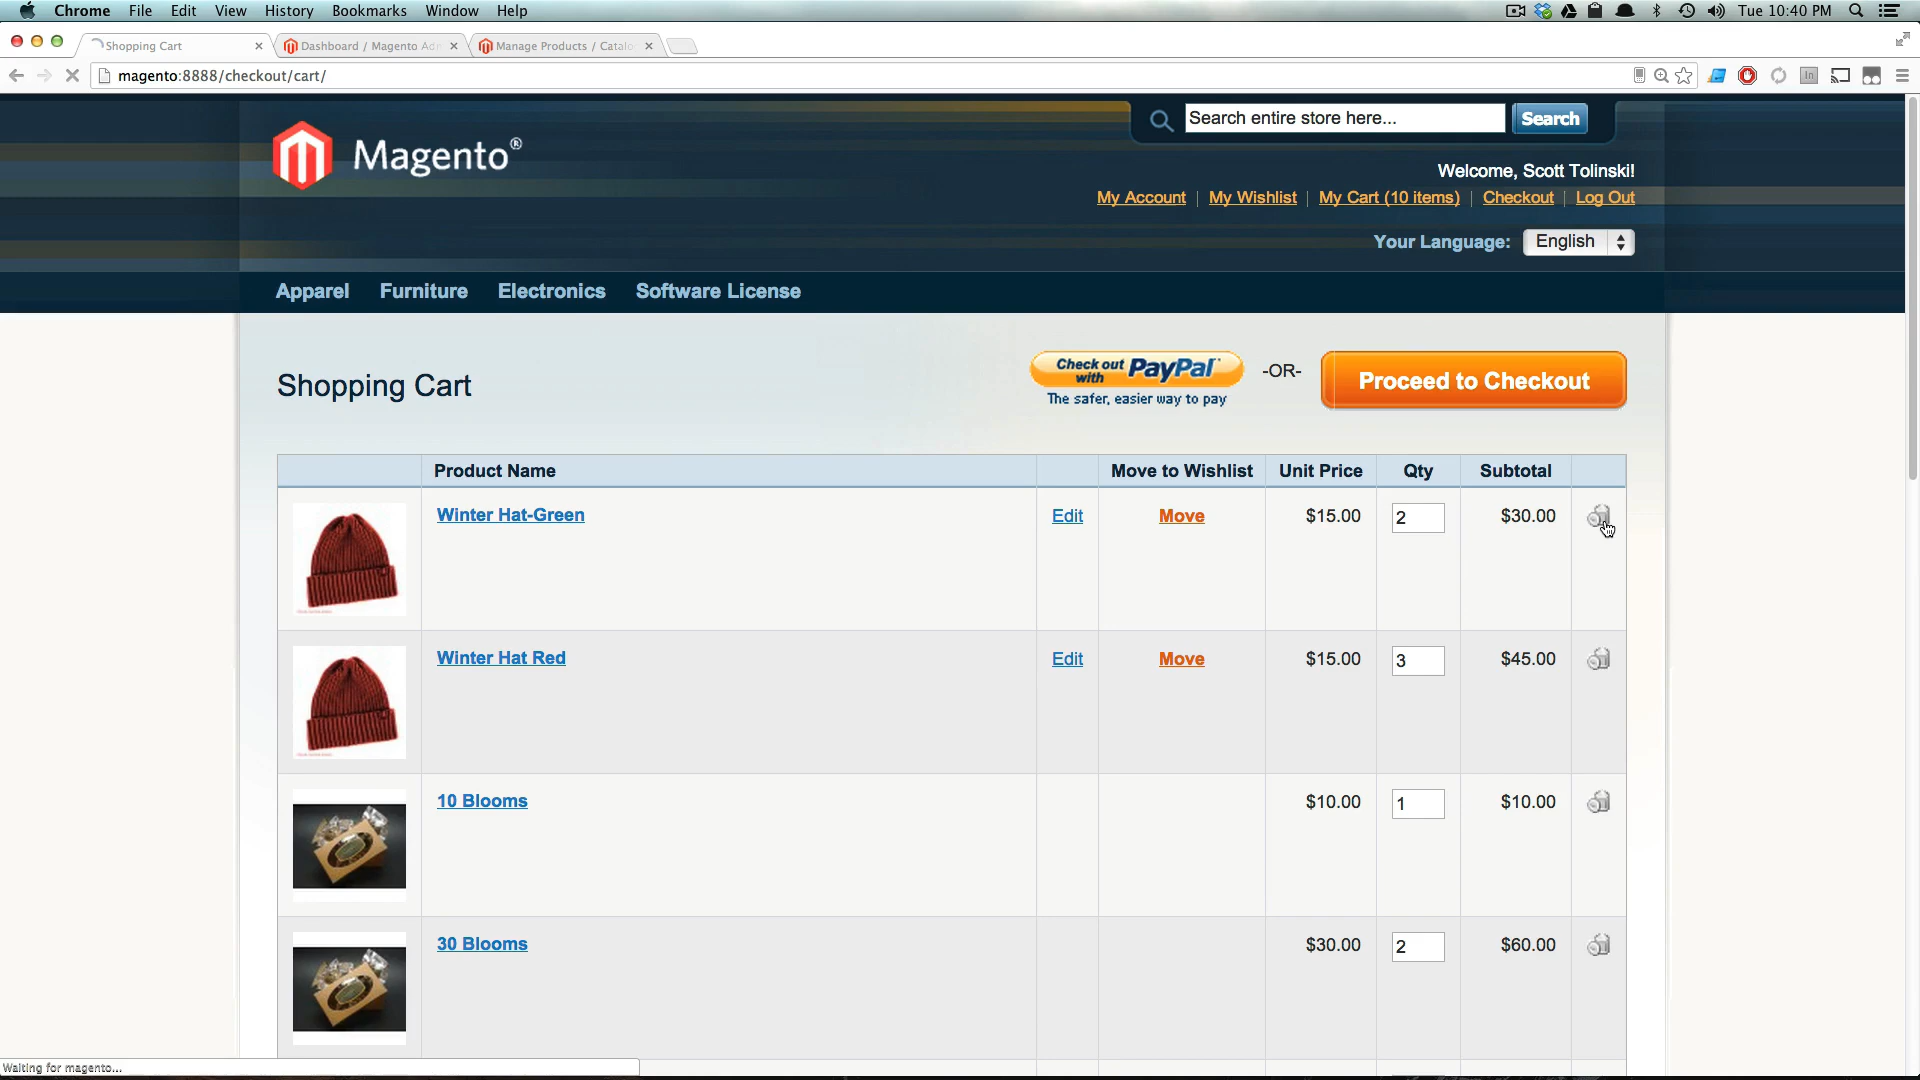 Chrome File Edit View History Bookmarks Window Help Tue 10:40 PM
Shopping Cart Dashboard / Magento Adm Manage Products / Catalo
magento:8888/checkout/cart/
Search entire store here... Search
Magento®
Welcome, Scott Tolinski!
My Account My Wishlist My Cart (10 items) Checkout Log Out
Your Language: English
Apparel Furniture Electronics Software License
Shopping Cart Check out with PayPal -OR- Proceed to Checkout
The safer, easier way to pay
Product Name Move to Wishlist Unit Price Qty Subtotal
Winter Hat-Green Edit Move $15.00 2 $30.00
Winter Hat Red Edit Move $15.00 3 $45.00
10 Blooms $10.00 1 $10.00
30 Blooms $30.00 2 $60.00
Waiting for magento...